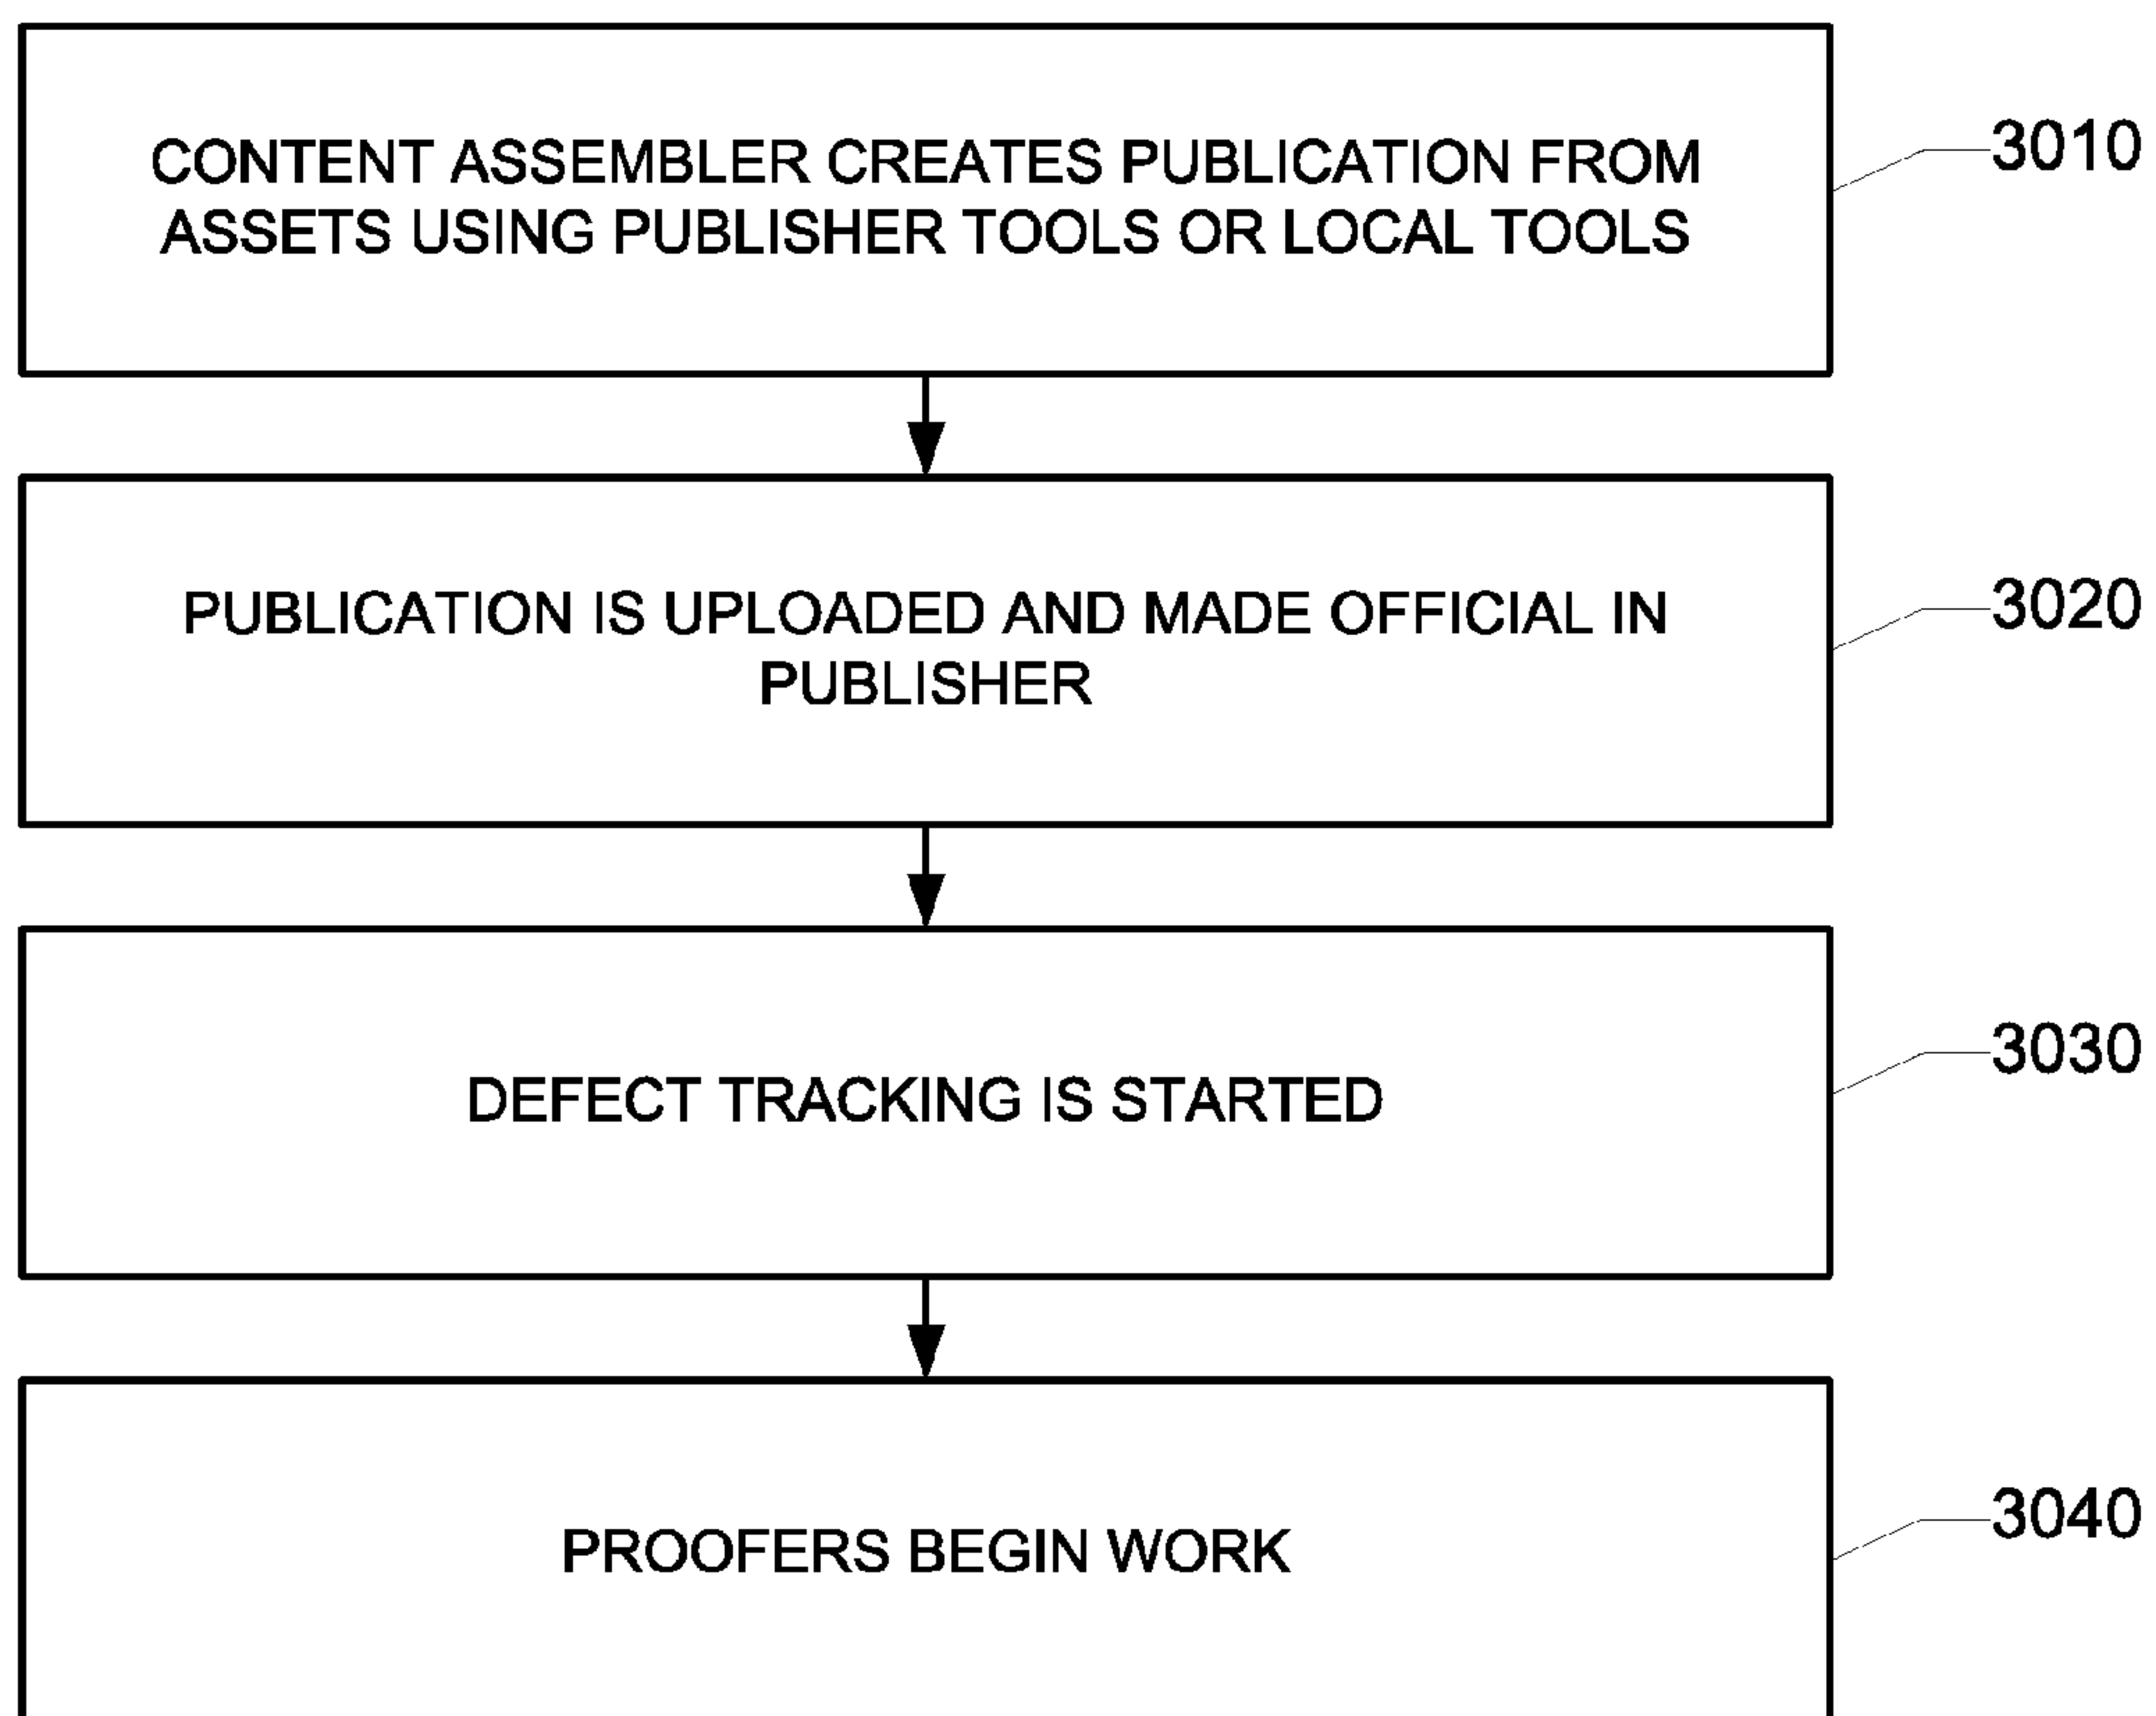 CONTENT ASSEMBLER CREATES PUBLICATION FROM
ASSETS USING PUBLISHER TOOLS OR LOCAL TOOLS
3010
PUBLICATION IS UPLOADED AND MADE OFFICIAL IN
PUBLISHER
3020
DEFECT TRACKING IS STARTED
3030
PROOFERS BEGIN WORK
3040